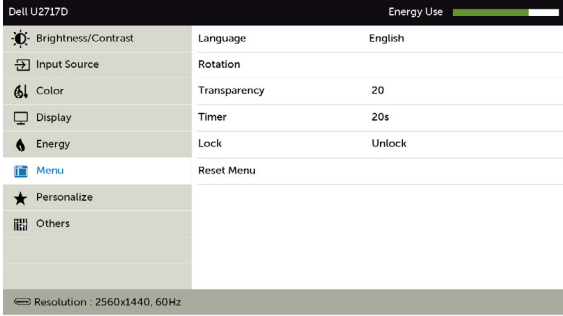 Dell U2717D Energy Use
Brightness/Contrast Language English
Input Source Rotation
Color Transparency 20
Display Timer 20s
Energy Lock Unlock
Menu Reset Menu
Personalize
Others
Resolution : 2560x1440, 60Hz